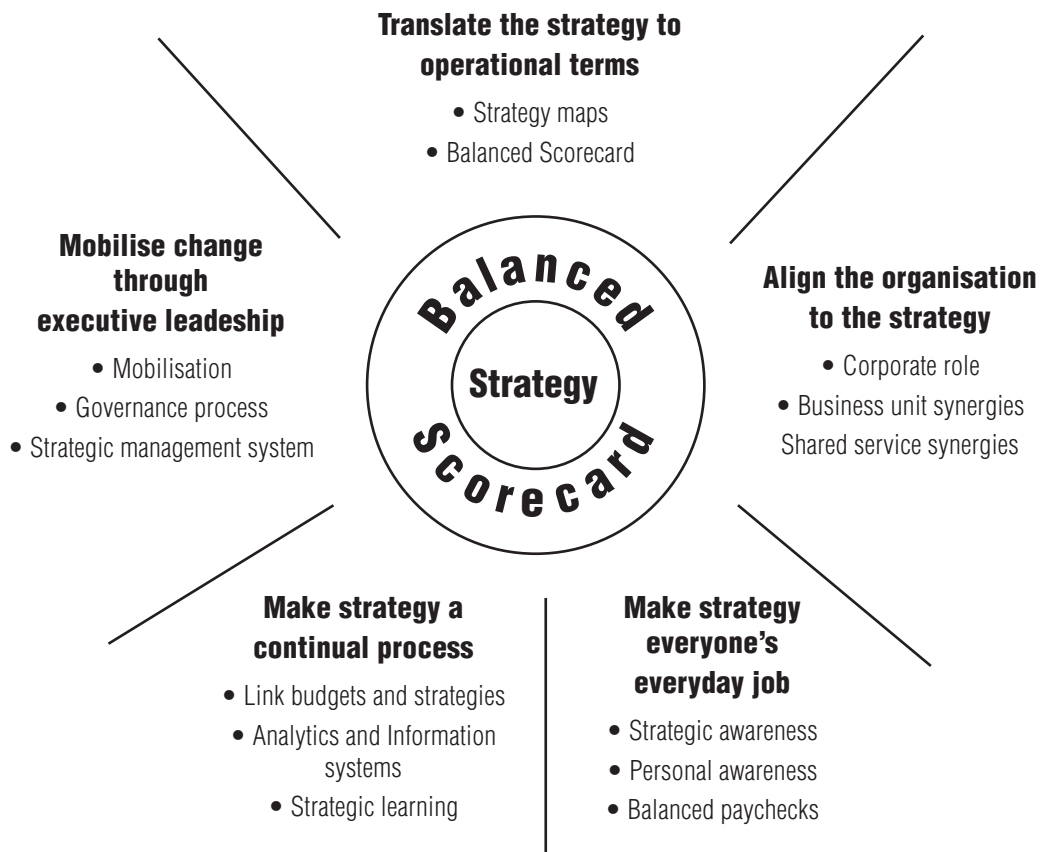 Translate the strategy to
operational terms
• Strategy maps
• Balanced Scorecard
Mobilise change
through
executive leadeship
• Mobilisation
• Governance process
• Strategic management system
Balanced
Strategy
Scorecard
Align the organisation
to the strategy
• Corporate role
• Business unit synergies
Shared service synergies
Make strategy a
continual process
• Link budgets and strategies
• Analytics and Information
systems
• Strategic learning
Make strategy
everyone’s
everyday job
• Strategic awareness
• Personal awareness
• Balanced paychecks